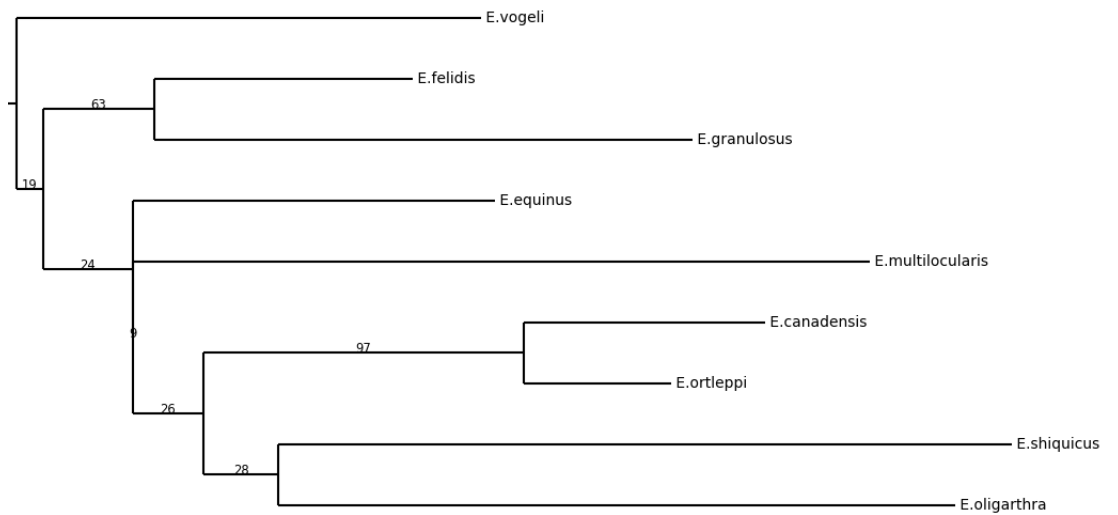 E.vogeli
E.felidis
63
E.granulosus
19
E.equinus
E.multilocularis
24
9
E.canadensis
97
E.ortleppi
26
E.shiquicus
28
E.oligarthra